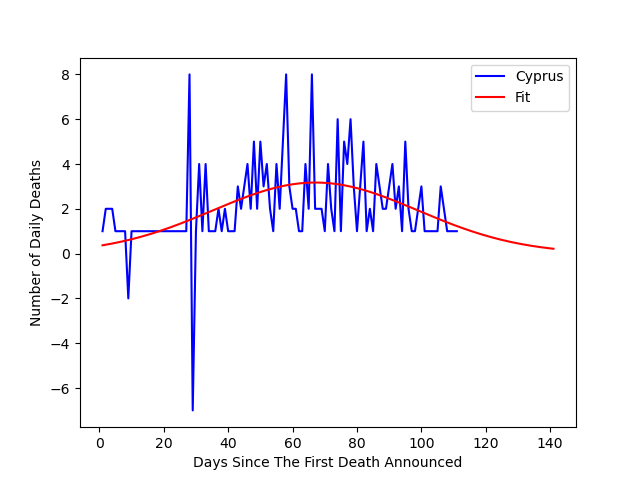 Cyprus
Fit
8
6
4
2
0
−2
−4
−6
Number of Daily Deaths
0 20 40 60 80 100 120 140
Days Since The First Death Announced